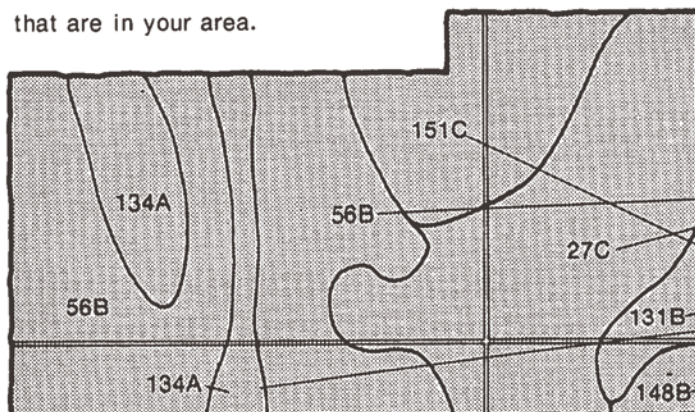 that are in your area.
151C
134A
56B
27C
56B
131B
134A
148B